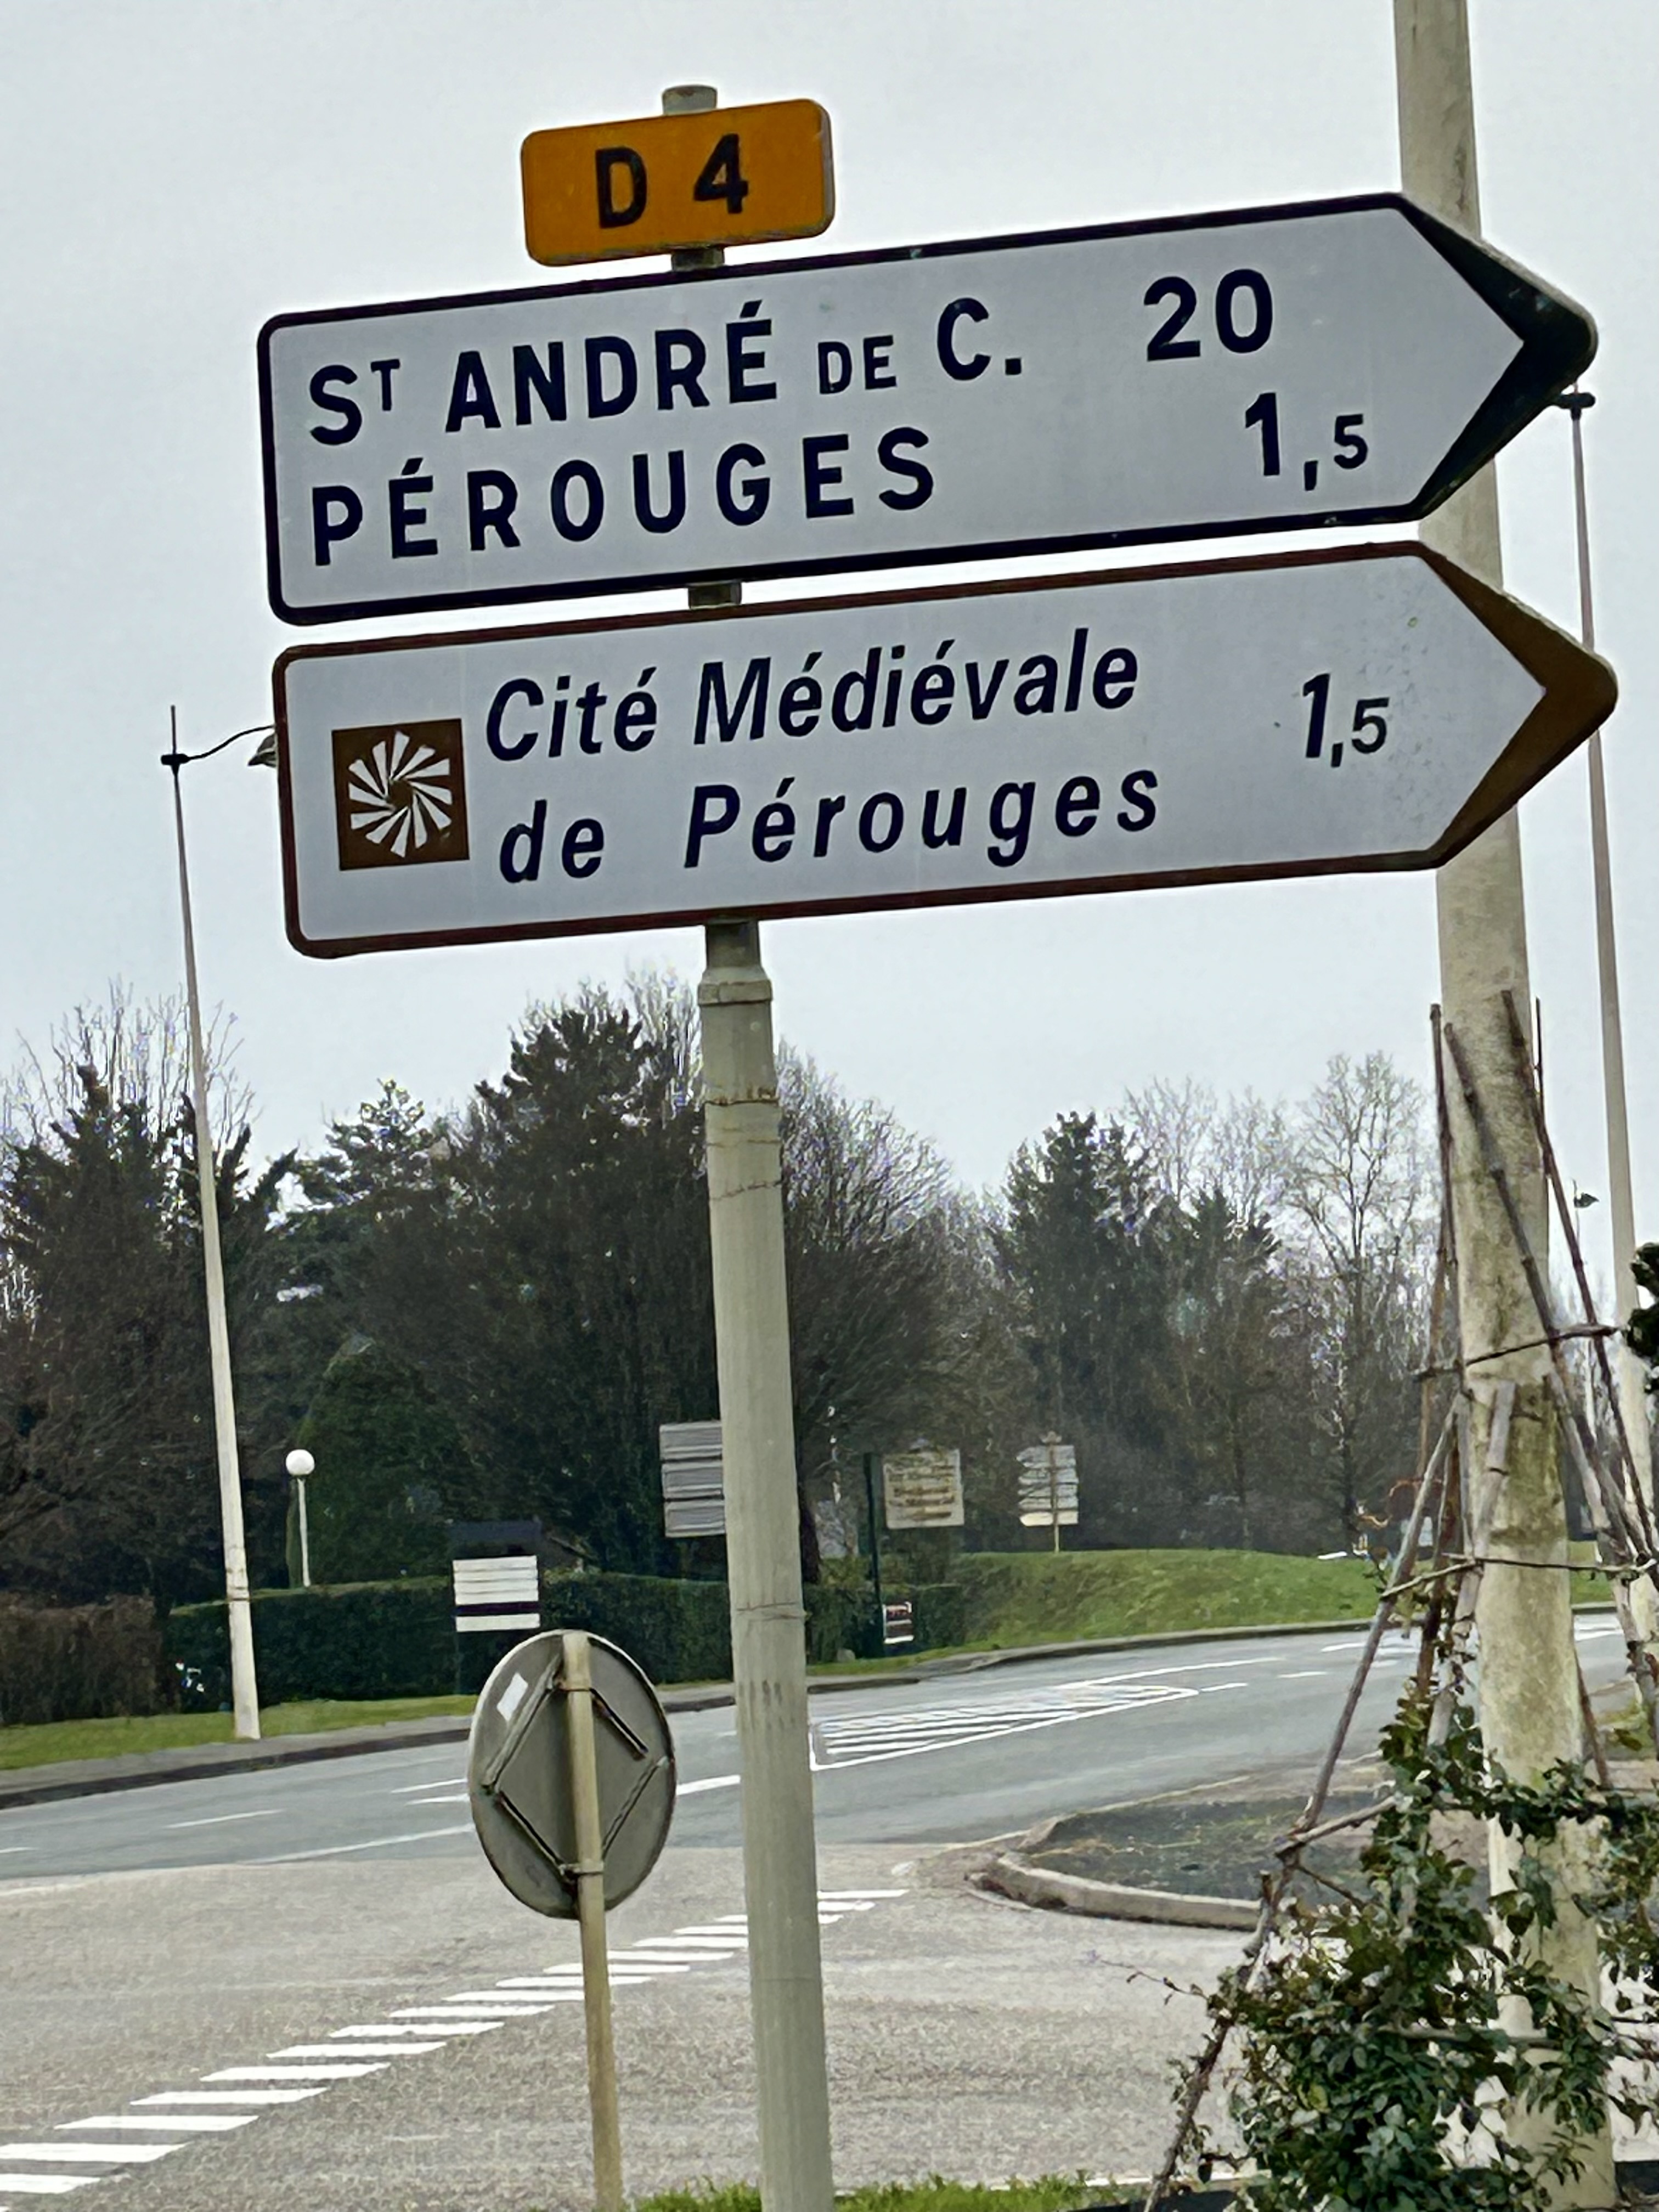 D 4
ST ANDRÉ DE C. 20
PÉROUGES 1,5
Cité Médiévale
de Pérouges 1,5